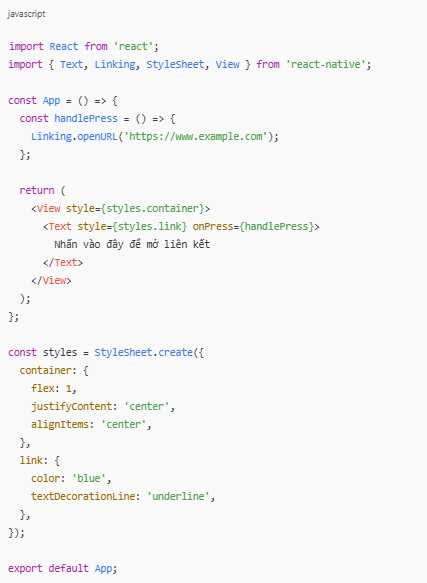 javascript
import React from 'react';
import { Text, Linking, StyleSheet, View } from 'react-native';
const App = () => {
  const handlePress = () => {
    Linking.openURL('https://www.example.com');
  };
  return (
    <View style={styles.container}>
      <Text style={styles.link} onPress={handlePress}>
        Nhấn vào đây để mở liên kết
      </Text>
    </View>
  );
};
const styles = StyleSheet.create({
  container: {
    flex: 1,
    justifyContent: 'center',
    alignItems: 'center',
  },
  link: {
    color: 'blue',
    textDecorationLine: 'underline',
  },
});
export default App;